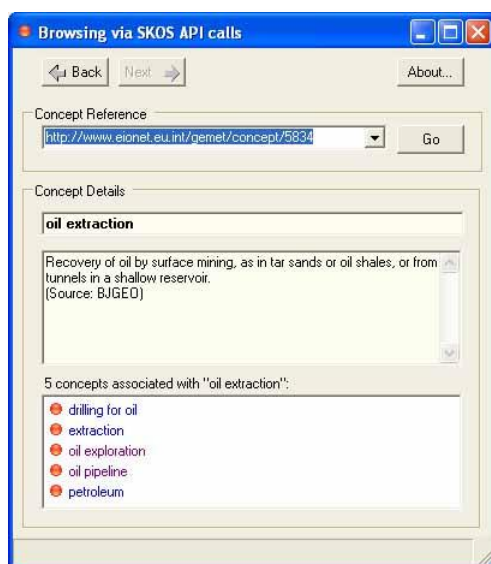 Browsing via SKOS API calls
Back
Next
About...
Concept Reference
http://www.eionet.eu.int/gemet/concept/5834
Go
Concept Details
oil extraction
Recovery of oil by surface mining, as in tar sands or oil shales, or from
tunnels in a shallow reservoir.
(Source: BJGEO)
5 concepts associated with "oil extraction":
drilling for oil
extraction
oil exploration
oil pipeline
petroleum